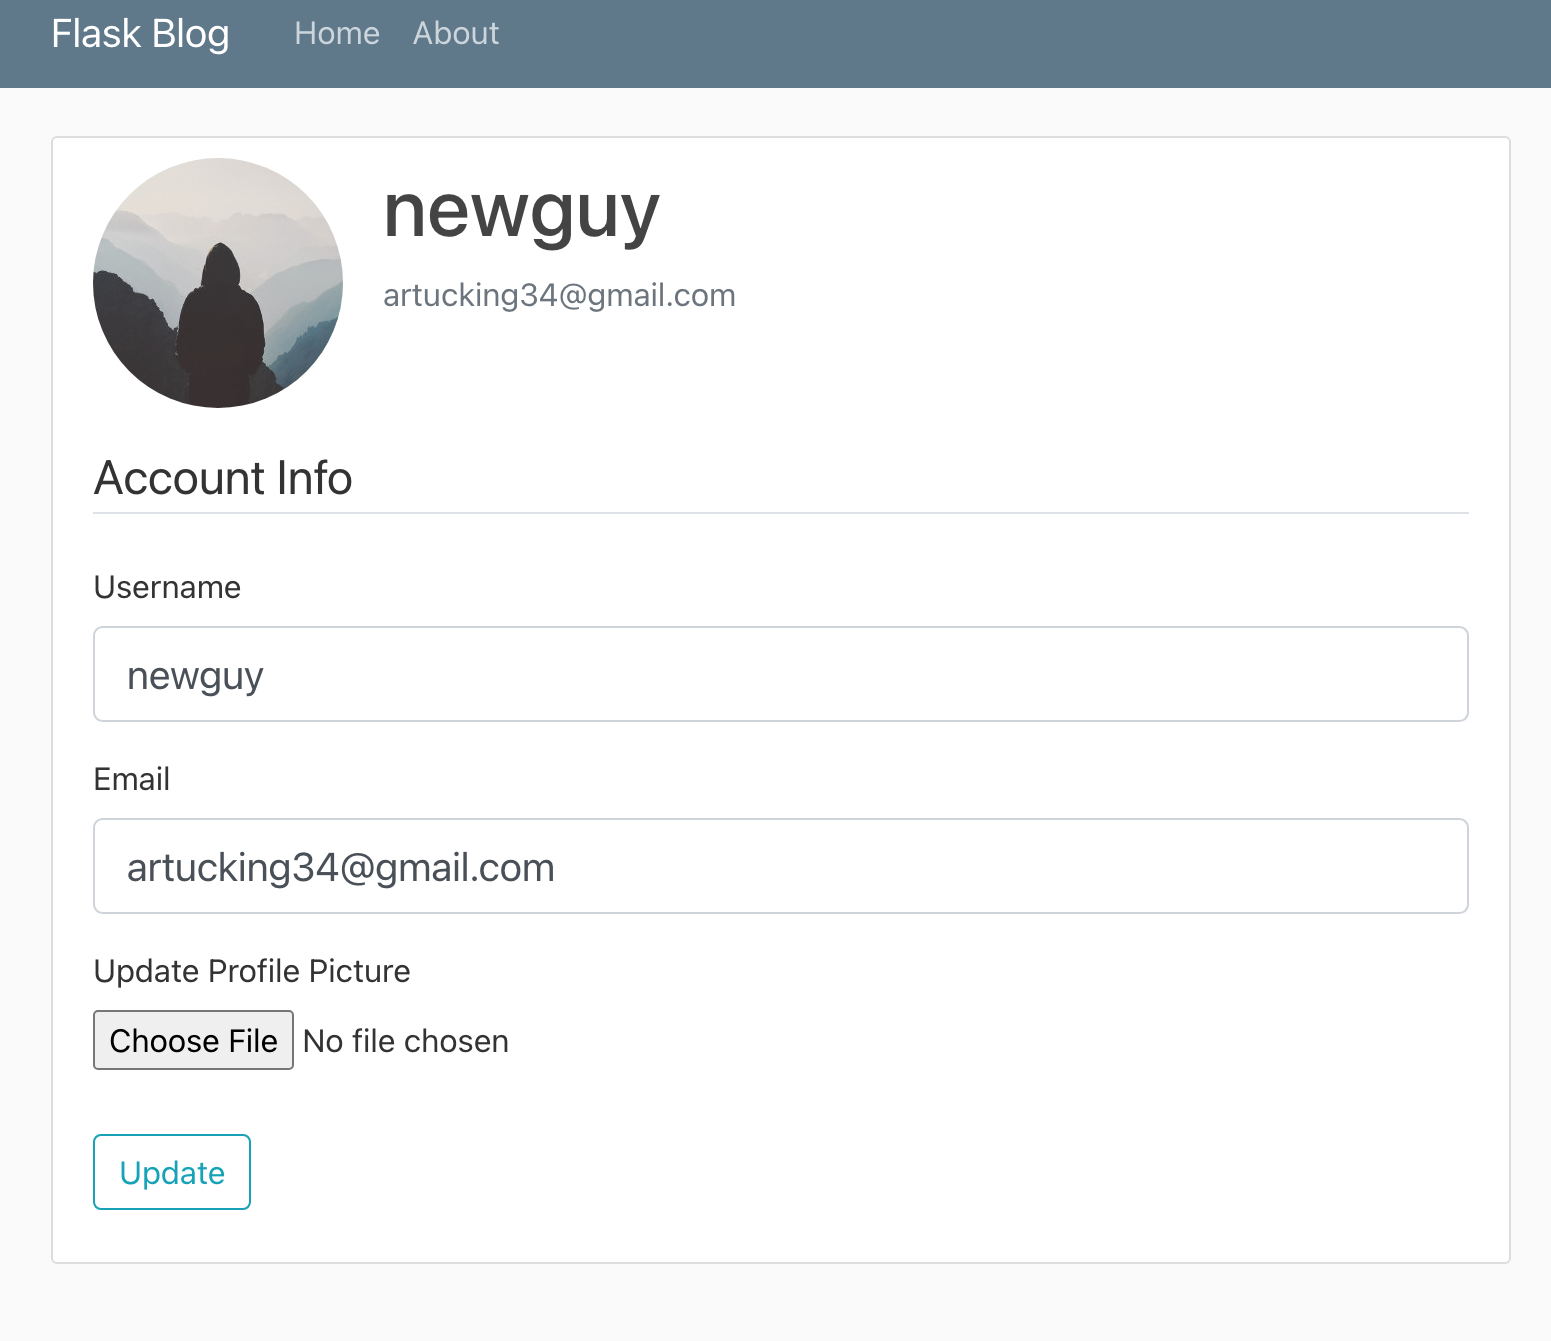 Flask Blog Home About
newguy
artucking34@gmail.com
Account Info
Username
newguy
Email
artucking34@gmail.com
Update Profile Picture
Choose File No file chosen
Update